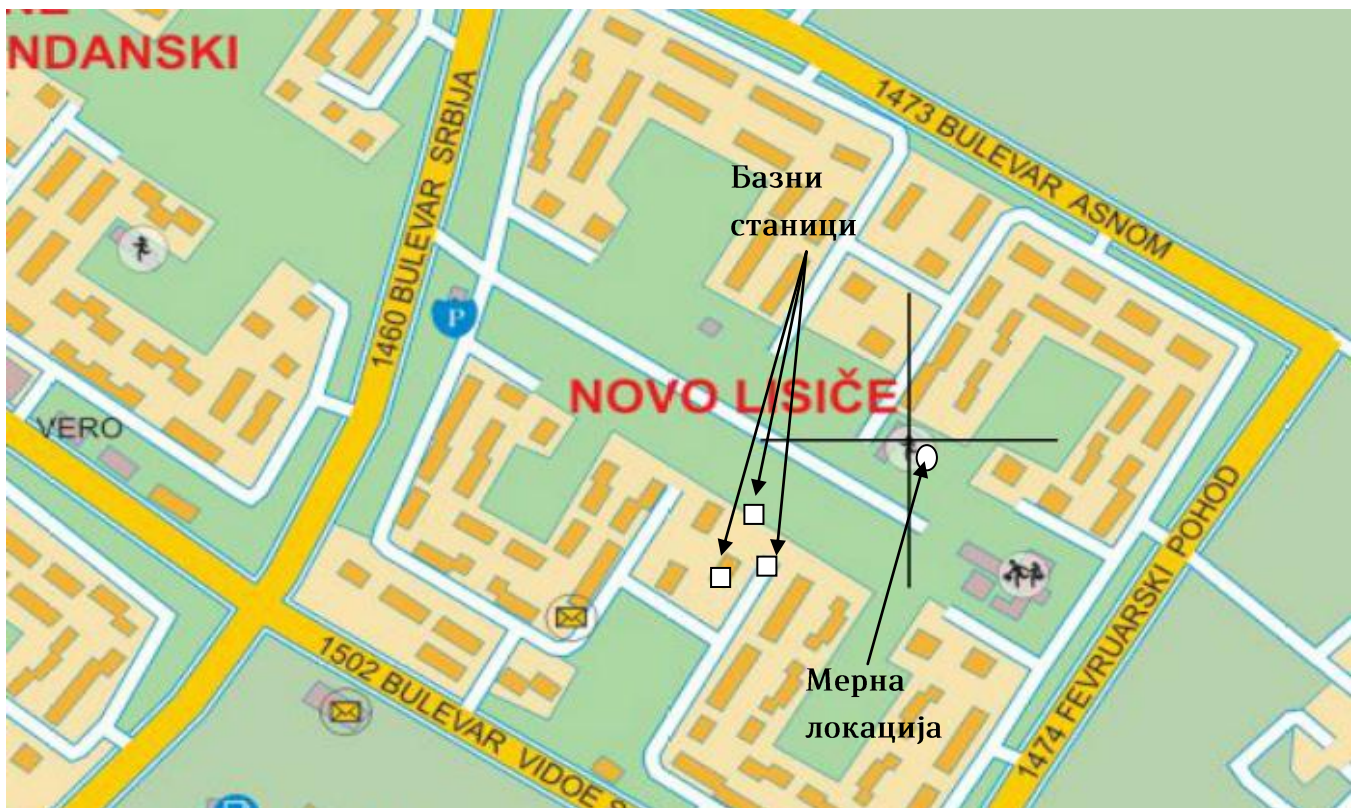 NDANSKI
1473 BULEVAR ASNOM
1460 BULEVAR SRBIJA
Базни
станици
P
NOVO LISIČE
VERO
1474 FEVRUARSKI POHOD
1502 BULEVAR VIDOE S
Мерна
локација